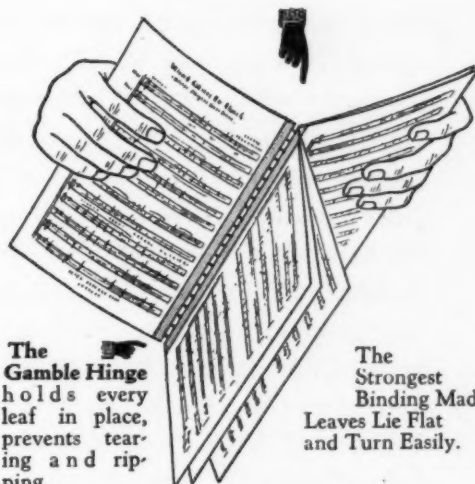 The
Gamble Hinge
holds every
leaf in place,
prevents tear-
ing and rip-
ping
The
Strongest
Binding Mad
Leaves Lie Flat
and Turn Easily.